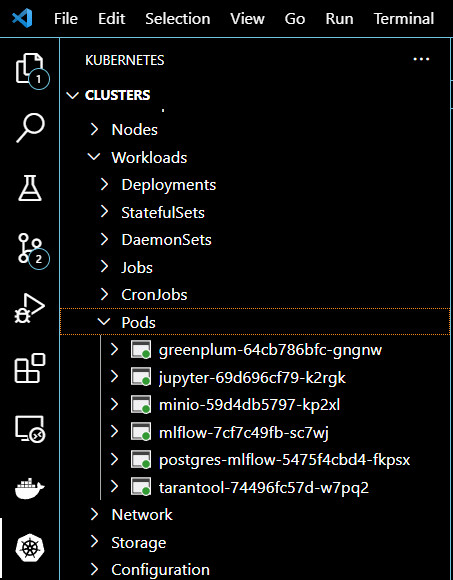 File Edit Selection View Go Run Terminal
KUBERNETES
CLUSTERS
Nodes
Workloads
Deployments
StatefulSets
DaemonSets
Jobs
CronJobs
Pods
greenplum-64cb786bfc-gngnw
jupyter-69d696cf79-k2rgk
minio-59d4db5797-kp2xl
mlflow-7cf7c49fb-sc7wj
postgres-mlflow-5475f4cbd4-fkpsx
tarantool-74496fc57d-w7pq2
Network
Storage
Configuration
1
2